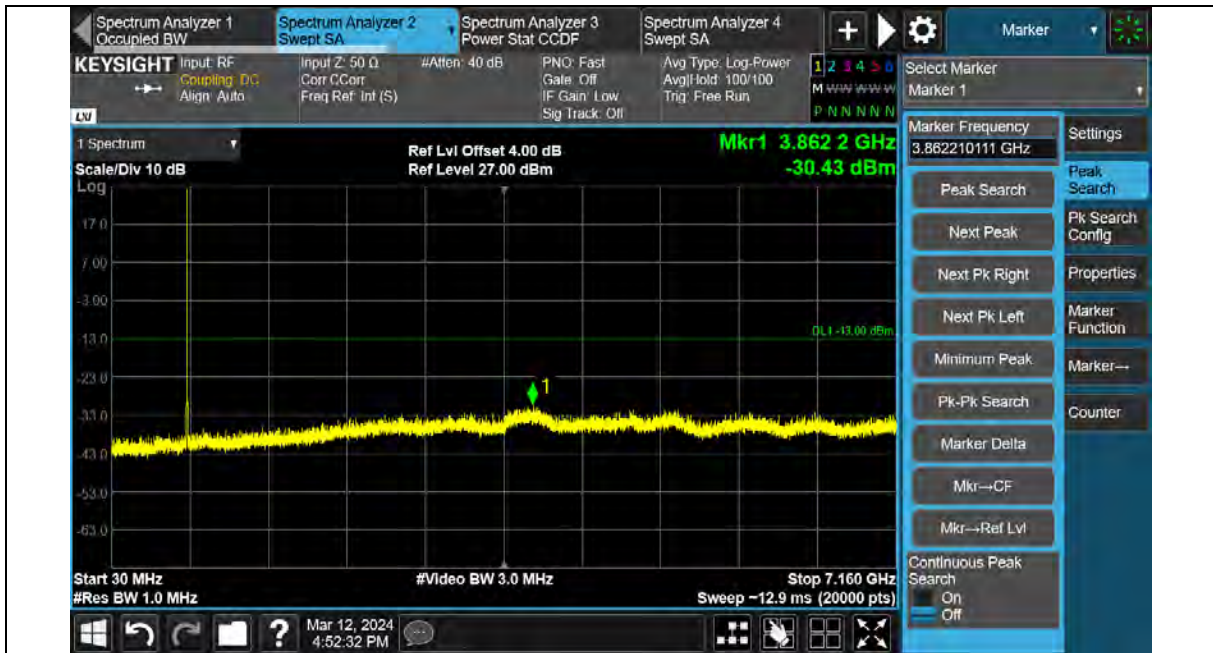 Spectrum Analyzer 1
Occupied BW
Spectrum Analyzer 2
Swept SA
Spectrum Analyzer 3
Power Stat CCDF
Spectrum Analyzer 4
Swept SA
Marker
KEYSIGHT
LXI
Input: RF
Coupling: DC
Align: Auto
Input Z: 50 Ω
Corr CCorr
Freq Ref: Int (S)
#Atten: 40 dB
PNO: Fast
Gate: Off
IF Gain: Low
Sig Track: Off
Avg Type: Log-Power
Avg|Hold: 100/100
Trig: Free Run
1 2 3 4 5 6
M W W W W W
P N N N N N
Select Marker
Marker 1
1 Spectrum
Scale/Div 10 dB
Log
Ref Lvl Offset 4.00 dB
Ref Level 27.00 dBm
Mkr1 3.862 2 GHz
-30.43 dBm
17.0
7.00
-3.00
-13.0
-23.0
-33.0
-43.0
-53.0
-63.0
DL1 -13.00 dBm
1
Start 30 MHz
#Res BW 1.0 MHz
#Video BW 3.0 MHz
Stop 7.160 GHz
Sweep ~12.9 ms (20000 pts)
Marker Frequency
3.862210111 GHz
Peak Search
Next Peak
Next Pk Right
Next Pk Left
Minimum Peak
Pk-Pk Search
Marker Delta
Mkr→CF
Mkr→Ref Lvl
Continuous Peak
Search
On
Off
Settings
Peak
Search
Pk Search
Config
Properties
Marker
Function
Marker→
Counter
?
Mar 12, 2024
4:52:32 PM